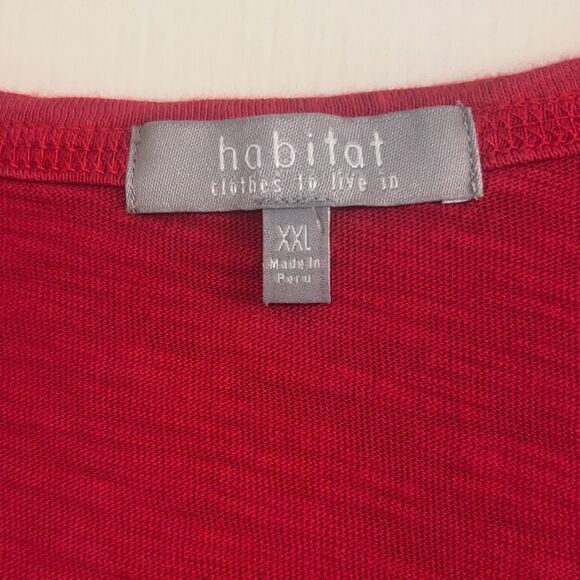 habitat
clothes to live in
XXL
Made In
Peru